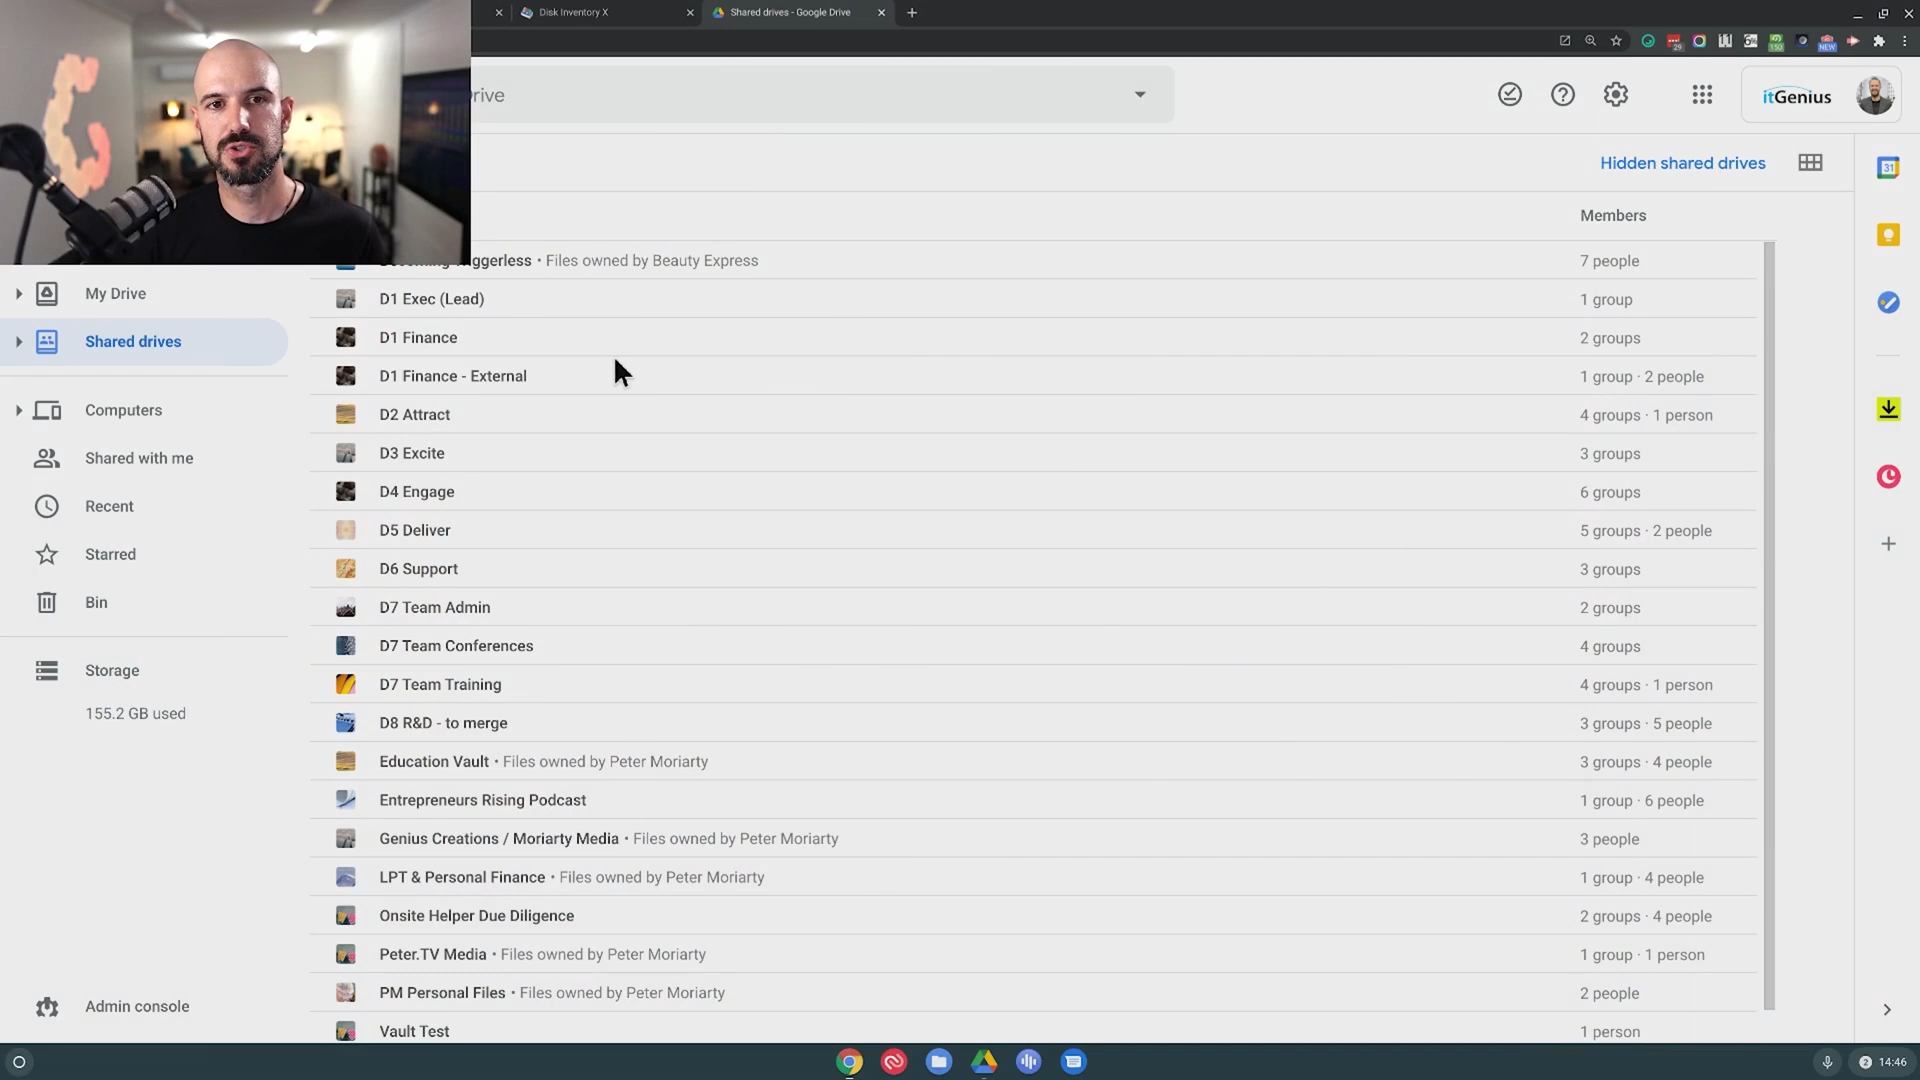 Disk Inventory X
Shared drives - Google Drive
29
150
NEW
Drive
itGenius
Hidden shared drives
31
Members
Triggerless • Files owned by Beauty Express
7 people
My Drive
D1 Exec (Lead)
1 group
Shared drives
D1 Finance
2 groups
D1 Finance - External
1 group · 2 people
Computers
D2 Attract
4 groups · 1 person
Shared with me
D3 Excite
3 groups
Recent
D4 Engage
6 groups
Starred
D5 Deliver
5 groups · 2 people
Bin
D6 Support
3 groups
D7 Team Admin
2 groups
D7 Team Conferences
4 groups
Storage
D7 Team Training
4 groups · 1 person
155.2 GB used
D8 R&D - to merge
3 groups · 5 people
Education Vault • Files owned by Peter Moriarty
3 groups · 4 people
Entrepreneurs Rising Podcast
1 group · 6 people
Genius Creations / Moriarty Media • Files owned by Peter Moriarty
3 people
LPT & Personal Finance • Files owned by Peter Moriarty
1 group · 4 people
Onsite Helper Due Diligence
2 groups · 4 people
Peter.TV Media • Files owned by Peter Moriarty
1 group · 1 person
PM Personal Files • Files owned by Peter Moriarty
2 people
Admin console
Vault Test
1 person
2
14:46